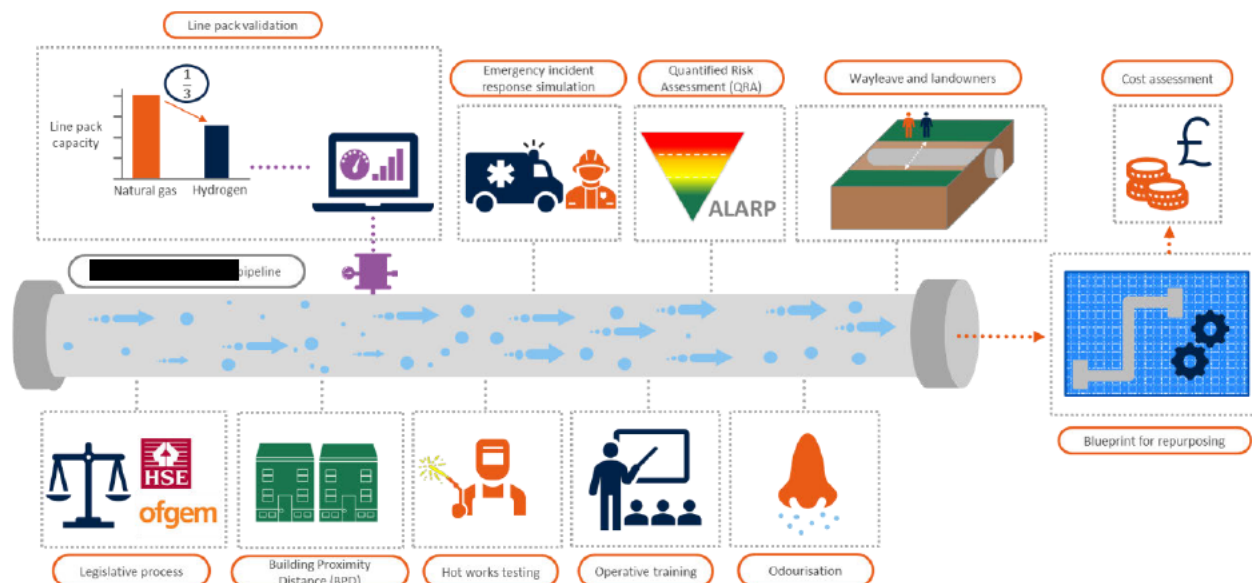 Line pack validation
1
3
Line pack
capacity
Natural gas
Hydrogen
Emergency incident
response simulation
Quantified Risk
Assessment (QRA)
ALARP
Wayleave and landowners
Cost assessment
£
pipeline
HSE
ofgem
Legislative process
Building Proximity
Distance (BPD)
Hot works testing
Operative training
Odourisation
Blueprint for repurposing